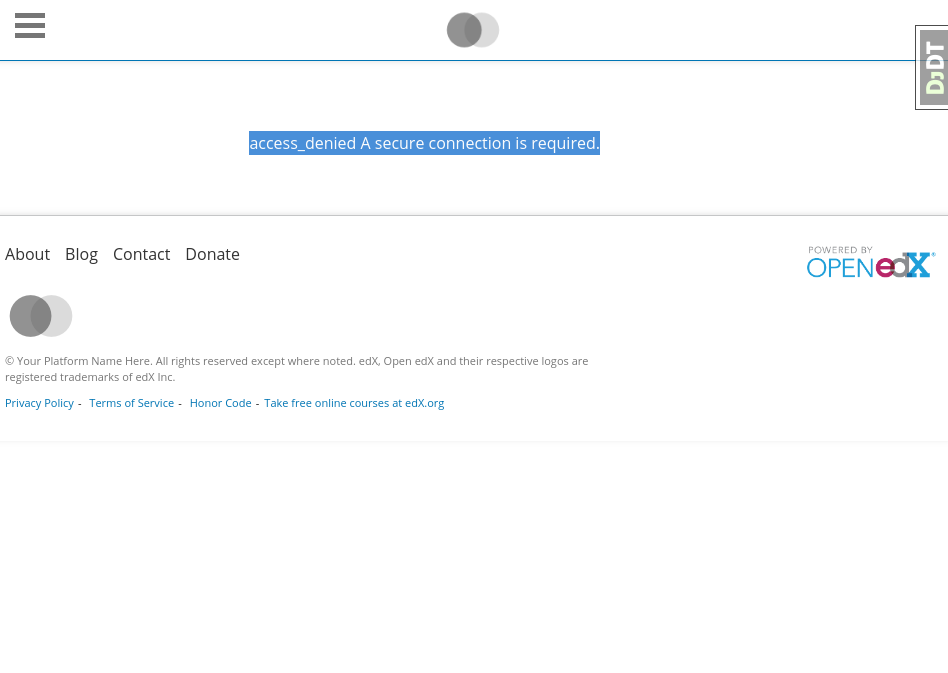 DJDT
access_denied A secure connection is required.
About Blog Contact Donate
POWERED BY
OPENedX®
© Your Platform Name Here. All rights reserved except where noted. edX, Open edX and their respective logos are
registered trademarks of edX Inc.
Privacy Policy - Terms of Service - Honor Code - Take free online courses at edX.org